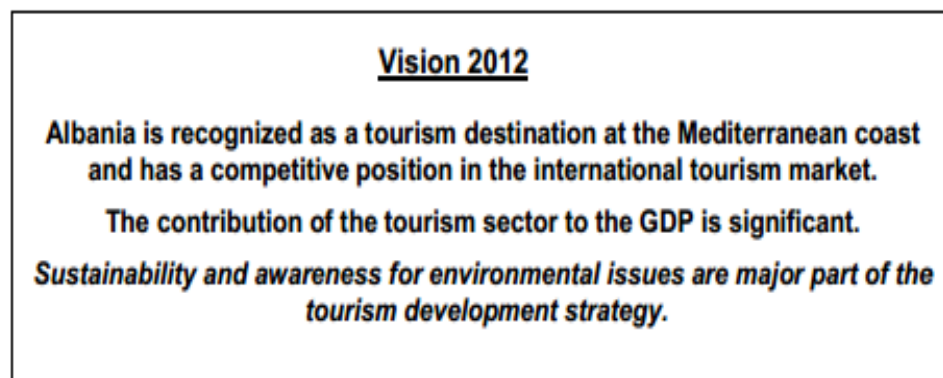 Vision 2012
Albania is recognized as a tourism destination at the Mediterranean coast
and has a competitive position in the international tourism market.
The contribution of the tourism sector to the GDP is significant.
Sustainability and awareness for environmental issues are major part of the
tourism development strategy.